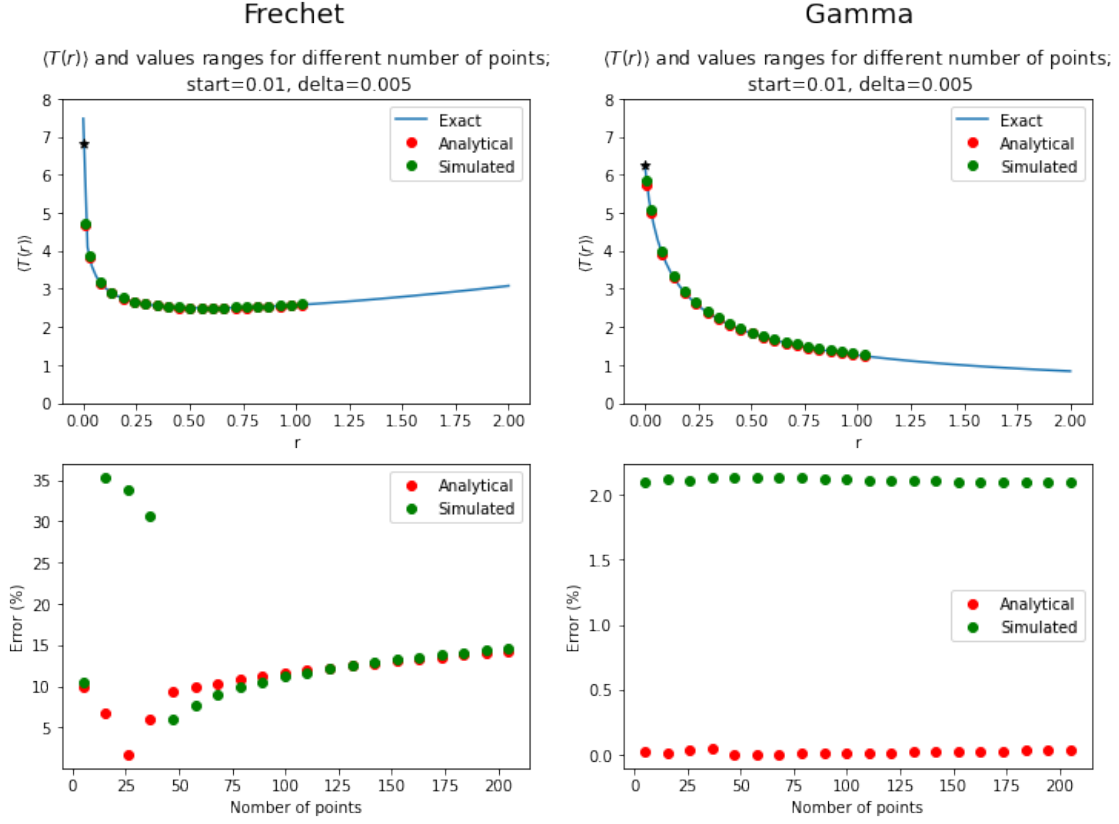 Frechet
⟨T(r)⟩ and values ranges for different number of points;
start=0.01, delta=0.005
8
7
6
5
4
3
2
1
0
⟨T(r)⟩
Exact
Analytical
Simulated
0.00 0.25 0.50 0.75 1.00 1.25 1.50 1.75 2.00
r
Gamma
⟨T(r)⟩ and values ranges for different number of points;
start=0.01, delta=0.005
8
7
6
5
4
3
2
1
0
⟨T(r)⟩
Exact
Analytical
Simulated
0.00 0.25 0.50 0.75 1.00 1.25 1.50 1.75 2.00
r
35
30
25
20
15
10
5
Error (%)
Analytical
Simulated
0 25 50 75 100 125 150 175 200
Nomber of points
2.0
1.5
1.0
0.5
0.0
Error (%)
Analytical
Simulated
0 25 50 75 100 125 150 175 200
Nomber of points